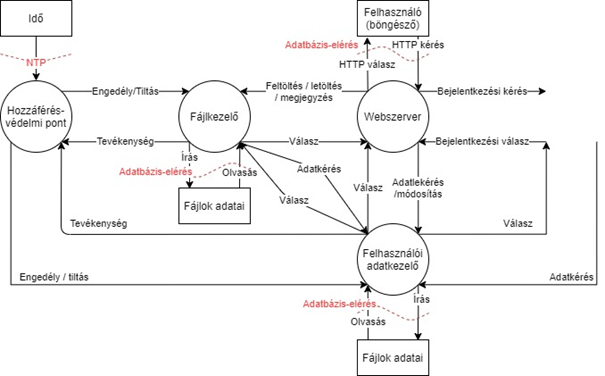 Idő
Felhasználó
(böngésző)
Adatbázis-elérés
HTTP kérés
NTP
HTTP válasz
Engedély/Tiltás
Feltöltés / letöltés
/ megjegyzés
Bejelentkezési kérés
Hozzáférés-
védelmi pont
Fájlkezelő
Webszerver
Tevékenység
Válasz
Bejelentkezési válasz
Írás
Adatbázis-elérés
Olvasás
Adatkérés
Válasz
Adatlekérés
/módosítás
Fájlok adatai
Válasz
Tevékenység
Válasz
Felhasználói
adatkezelő
Engedély / tiltás
Adatkérés
Adatbázis-elérés
Írás
Olvasás
Fájlok adatai